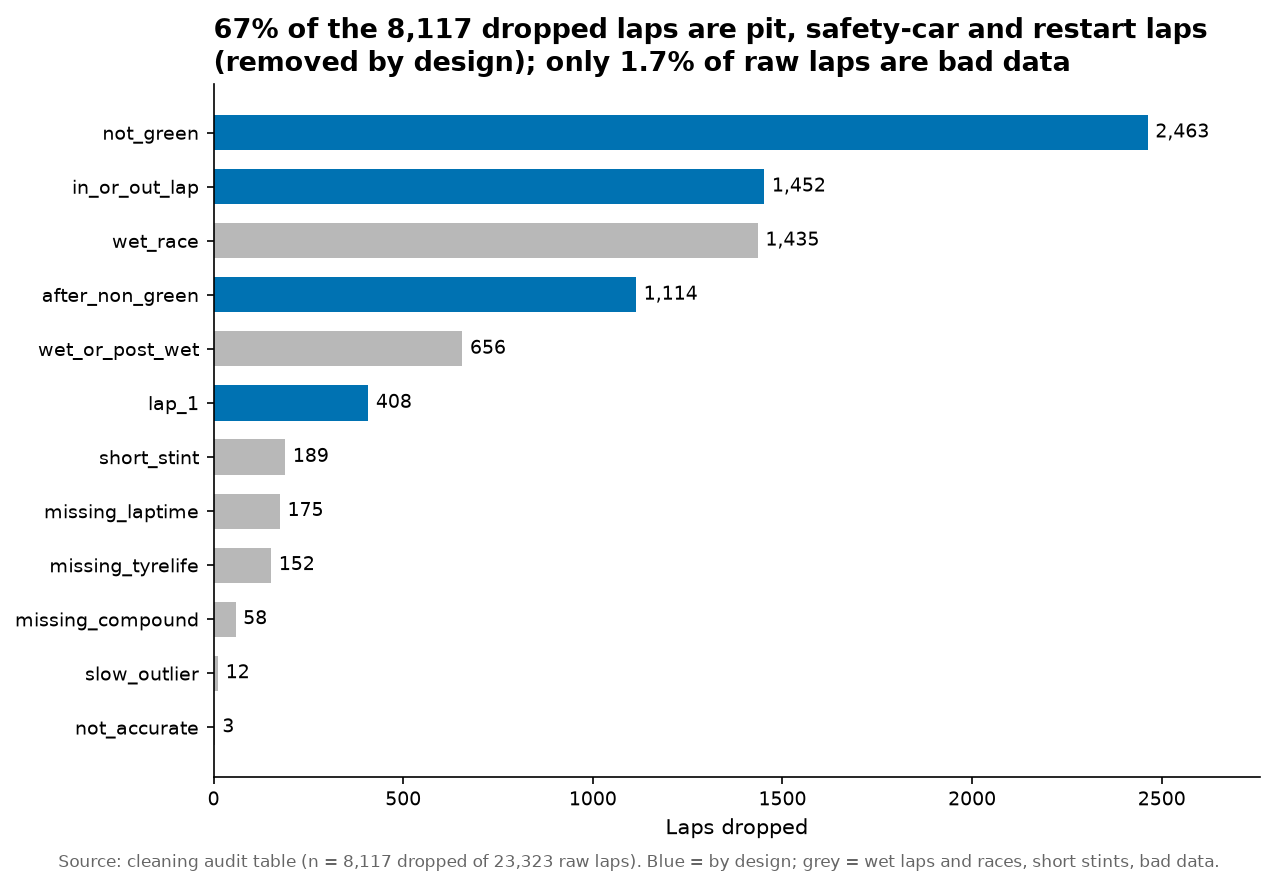 67% of the 8,117 dropped laps are pit, safety-car and restart laps
(removed by design); only 1.7% of raw laps are bad data
not_green 2,463
in_or_out_lap 1,452
wet_race 1,435
after_non_green 1,114
wet_or_post_wet 656
lap_1 408
short_stint 189
missing_laptime 175
missing_tyrelife 152
missing_compound 58
slow_outlier 12
not_accurate 3
0 500 1000 1500 2000 2500
Laps dropped
Source: cleaning audit table (n = 8,117 dropped of 23,323 raw laps). Blue = by design; grey = wet laps and races, short stints, bad data.